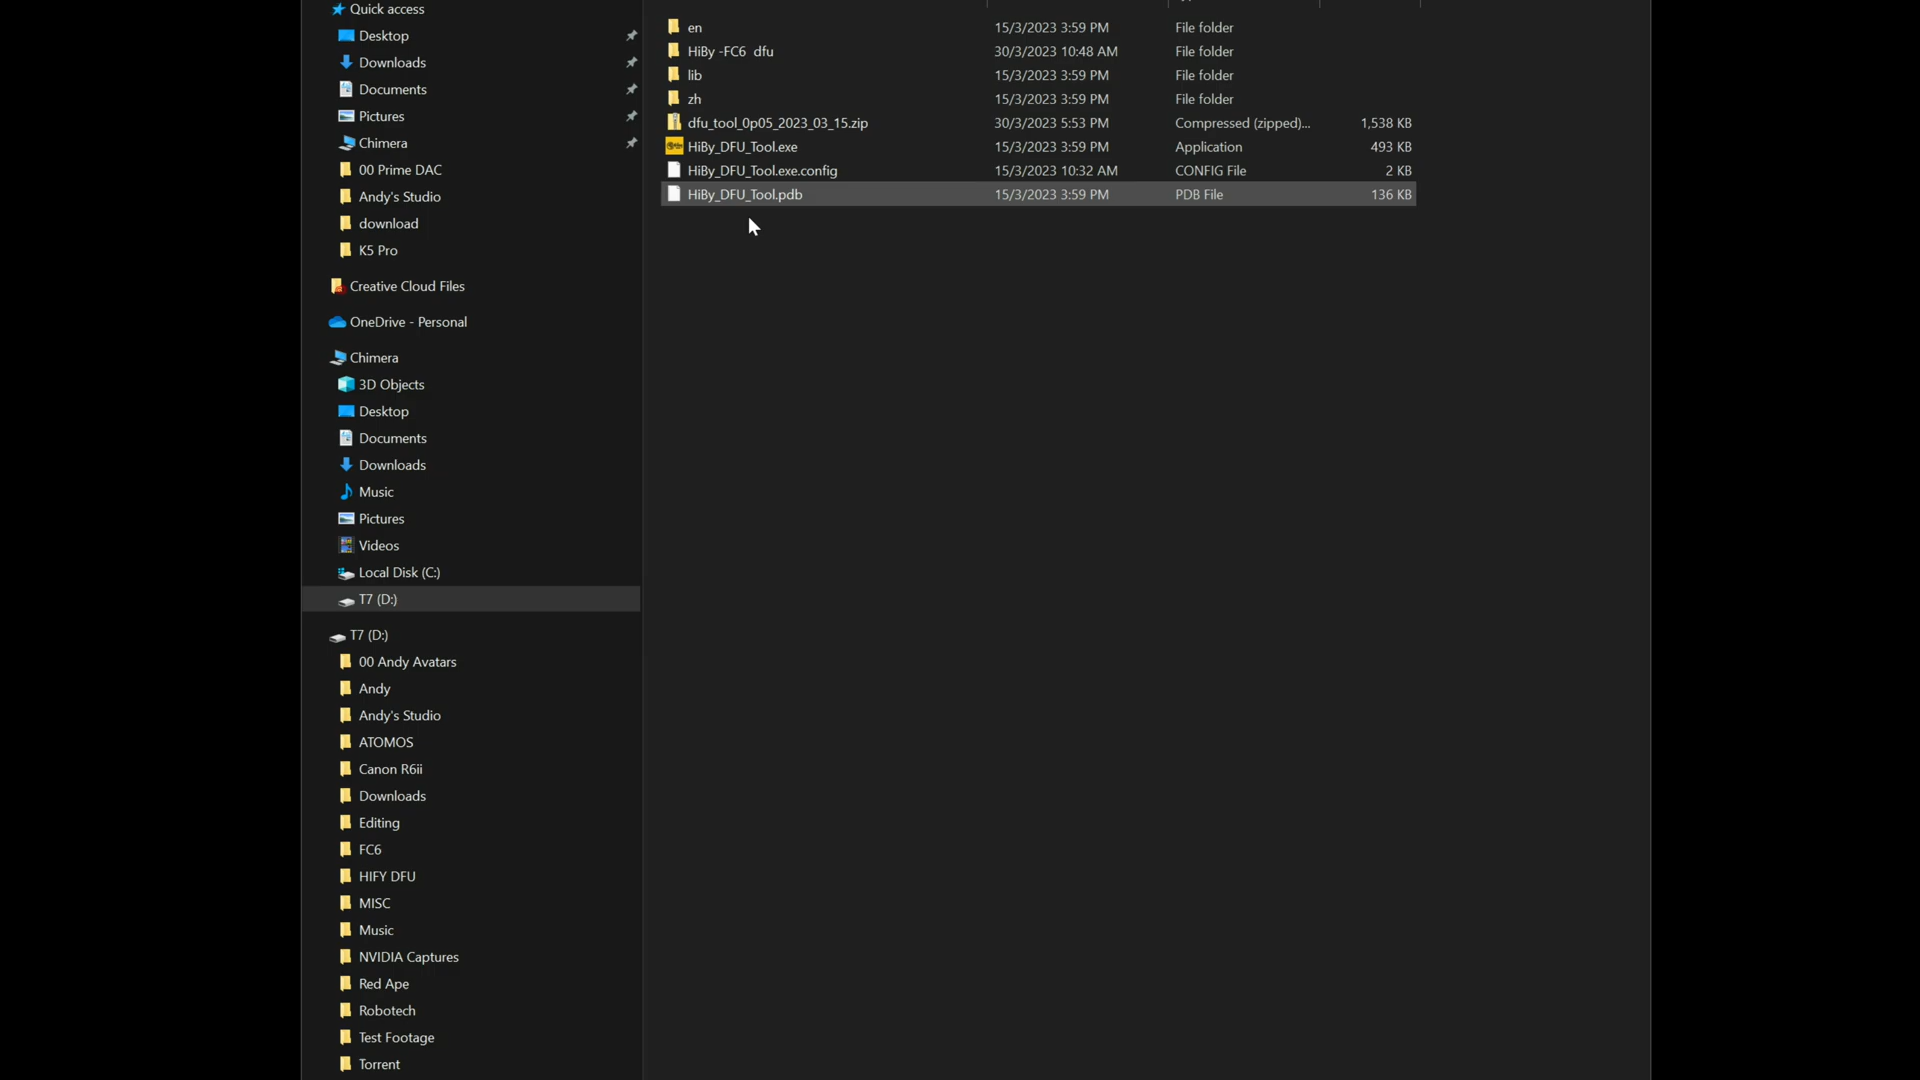 Quick access
Desktop
Downloads
Documents
Pictures
Chimera
00 Prime DAC
Andy's Studio
download
K5 Pro
Creative Cloud Files
OneDrive - Personal
Chimera
3D Objects
Desktop
Documents
Downloads
Music
Pictures
Videos
Local Disk (C:)
T7 (D:)
T7 (D:)
00 Andy Avatars
Andy
Andy's Studio
ATOMOS
Canon R6ii
Downloads
Editing
FC6
HIFY DFU
MISC
Music
NVIDIA Captures
Red Ape
Robotech
Test Footage
Torrent
en 15/3/2023 3:59 PM File folder
HiBy -FC6 dfu 30/3/2023 10:48 AM File folder
lib 15/3/2023 3:59 PM File folder
zh 15/3/2023 3:59 PM File folder
dfu_tool_0p05_2023_03_15.zip 30/3/2023 5:53 PM Compressed (zipped)... 1,538 KB
HiBy_DFU_Tool.exe 15/3/2023 3:59 PM Application 493 KB
HiBy_DFU_Tool.exe.config 15/3/2023 10:32 AM CONFIG File 2 KB
HiBy_DFU_Tool.pdb 15/3/2023 3:59 PM PDB File 136 KB